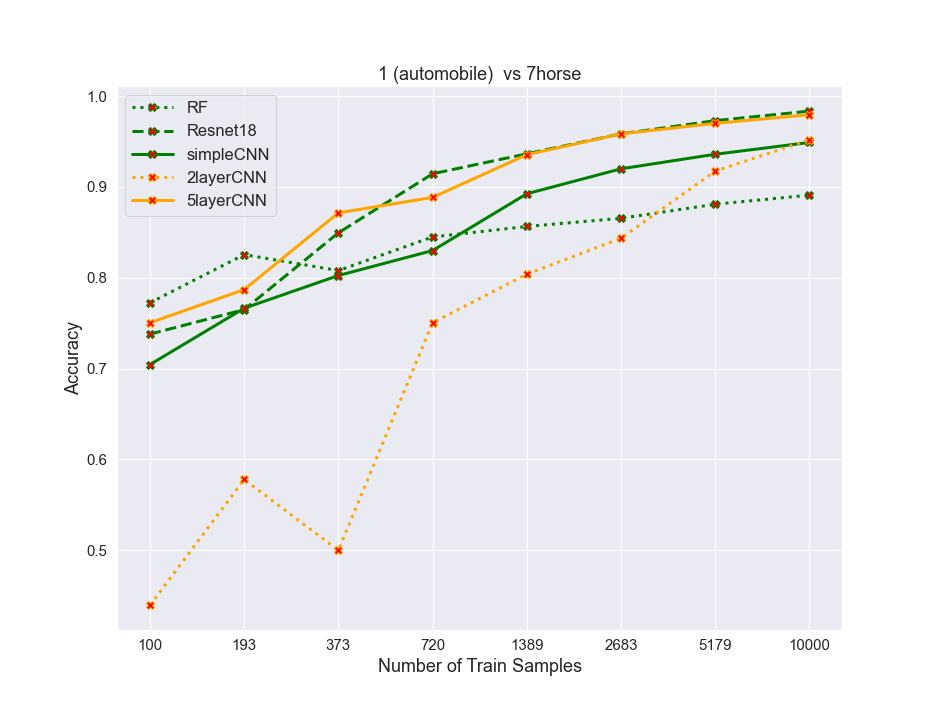 1 (automobile)  vs 7horse
RF
Resnet18
simpleCNN
2layerCNN
5layerCNN
1.0
0.9
0.8
0.7
0.6
0.5
Accuracy
100 193 373 720 1389 2683 5179 10000
Number of Train Samples